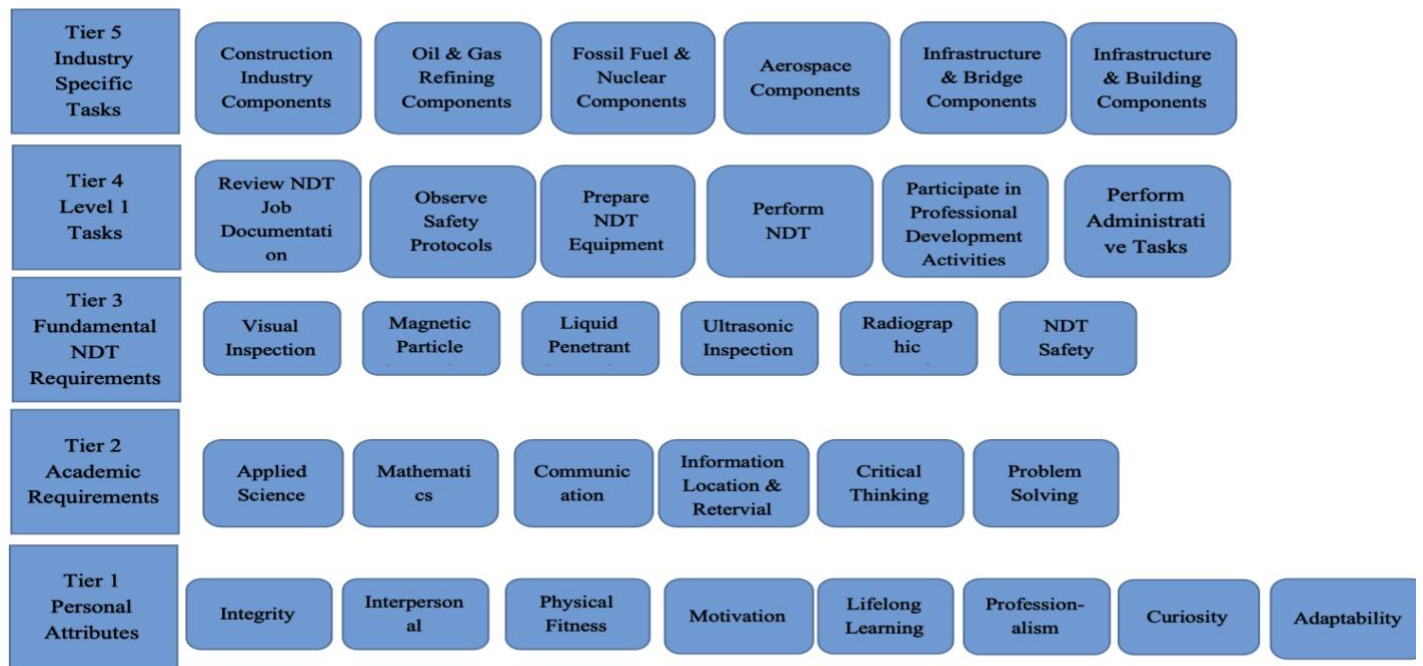 Tier 5
Industry
Specific
Tasks
Construction
Industry
Components
Oil & Gas
Refining
Components
Fossil Fuel &
Nuclear
Components
Aerospace
Components
Infrastructure
& Bridge
Components
Infrastructure
& Building
Components
Tier 4
Level 1
Tasks
Review NDT
Job
Documentati
on
Observe
Safety
Protocols
Prepare
NDT
Equipment
Perform
NDT
Participate in
Professional
Development
Activities
Perform
Administrati
ve Tasks
Tier 3
Fundamental
NDT
Requirements
Visual
Inspection
Magnetic
Particle
Liquid
Penetrant
Ultrasonic
Inspection
Radiograp
hic
NDT
Safety
Tier 2
Academic
Requirements
Applied
Science
Mathemati
cs
Communic
ation
Information
Location &
Retervial
Critical
Thinking
Problem
Solving
Tier 1
Personal
Attributes
Integrity
Interperson
al
Physical
Fitness
Motivation
Lifelong
Learning
Profession-
alism
Curiosity
Adaptability